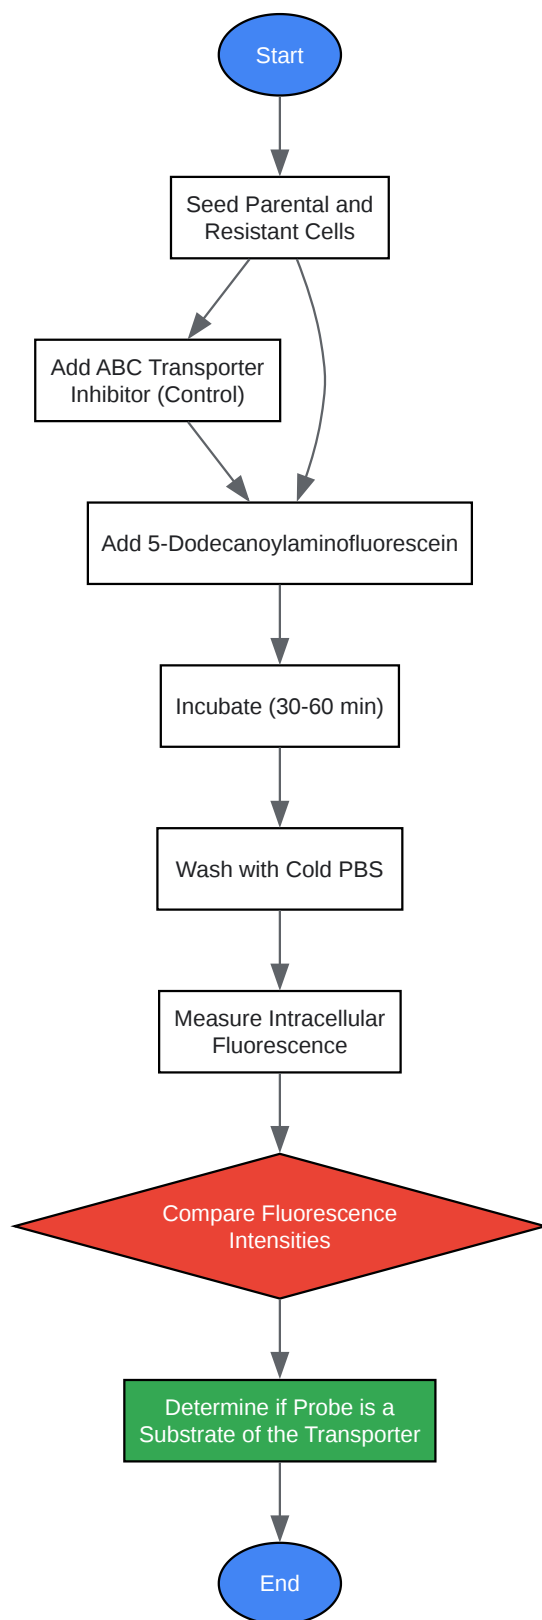 Start
Seed Parental and
Resistant Cells
Add ABC Transporter
Inhibitor (Control)
Add 5-Dodecanoylaminofluorescein
Incubate (30-60 min)
Wash with Cold PBS
Measure Intracellular
Fluorescence
Compare Fluorescence
Intensities
Determine if Probe is a
Substrate of the Transporter
End